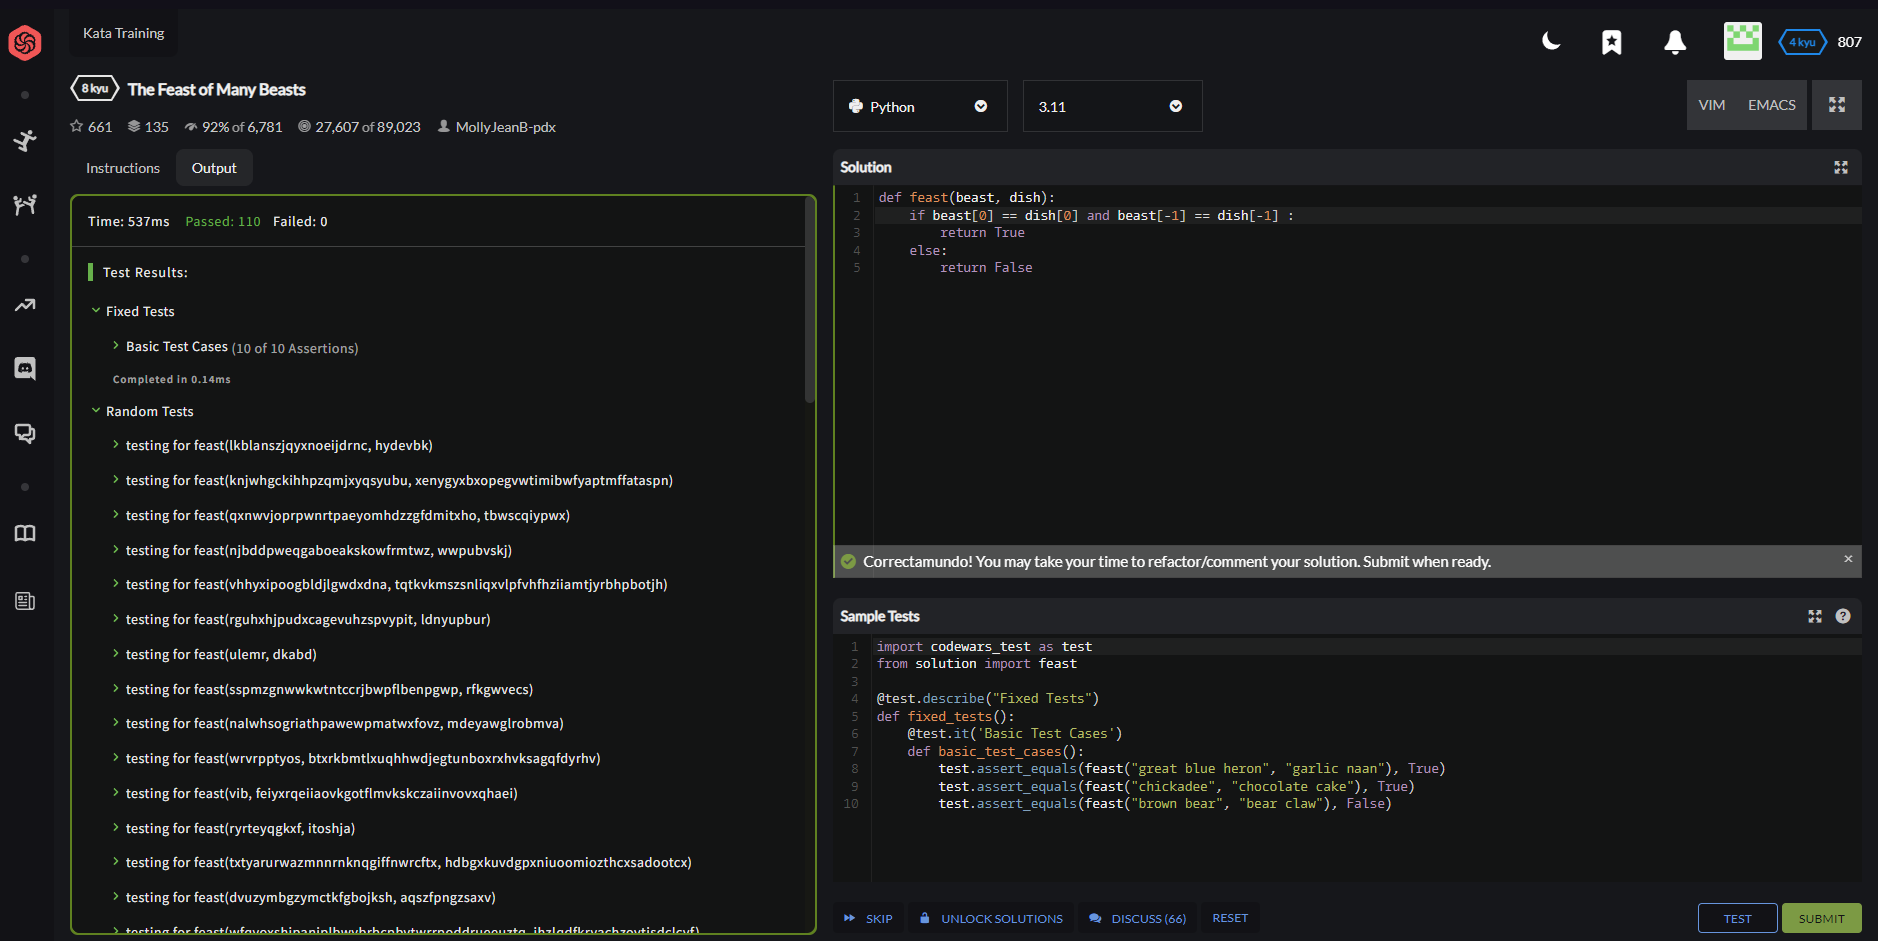 Kata Training
4 kyu 807
8 kyu The Feast of Many Beasts
661 135 92% of 6,781 27,607 of 89,023 MollyJeanB-pdx
Instructions Output
Time: 537ms Passed: 110 Failed: 0
Test Results:
Fixed Tests
Basic Test Cases (10 of 10 Assertions)
Completed in 0.14ms
Random Tests
testing for feast(lkblanszjqyxnoeijdrnc, hydevbk)
testing for feast(knjwhgckihhpzqmjxyqsyubu, xenygyxbxopegvwtimibwfyaptmffataspn)
testing for feast(qxnwvjoprpwnrtpaeyomhdzzgfdmitxho, tbwscqiypwx)
testing for feast(njbddpweqgaboeakskowfrmtwz, wwpubvskj)
testing for feast(vhhyxipoogbldjlgwdxdna, tqtkvkmszsnliqxvlpfvhfhziiamtjyrbhpbotjh)
testing for feast(rguhxhjpudxcagevuhzspvypit, ldnyupbur)
testing for feast(ulemr, dkabd)
testing for feast(sspmzgnwwkwtntccrjbwpflbenpgwp, rfkgwvecs)
testing for feast(nalwhsogriathpawewpmatwxfovz, mdeyawglrobmva)
testing for feast(wrvrpptyos, btxrkbmtlxuqhhwdjegtunboxrxhvksagqfdyrhv)
testing for feast(vib, feiyxrqeiiaovkgotflmvkskczaiinvovxqhaei)
testing for feast(ryrteyqgkxf, itoshja)
testing for feast(txtyarurwazmnnrnknqgiffnwrcftx, hdbgxkuvdgpxniuoomiozthcxsadootcx)
testing for feast(dvuzymbgzymctkfgbojksh, aqszfpngzsaxv)
Python 3.11 VIM EMACS
Solution
1 def feast(beast, dish):
2     if beast[0] == dish[0] and beast[-1] == dish[-1] :
3         return True
4     else:
5         return False
Correctamundo! You may take your time to refactor/comment your solution. Submit when ready. ×
Sample Tests ?
1 import codewars_test as test
2 from solution import feast
3
4 @test.describe("Fixed Tests")
5 def fixed_tests():
6     @test.it('Basic Test Cases')
7     def basic_test_cases():
8         test.assert_equals(feast("great blue heron", "garlic naan"), True)
9         test.assert_equals(feast("chickadee", "chocolate cake"), True)
10         test.assert_equals(feast("brown bear", "bear claw"), False)
SKIP UNLOCK SOLUTIONS DISCUSS (66) RESET TEST SUBMIT